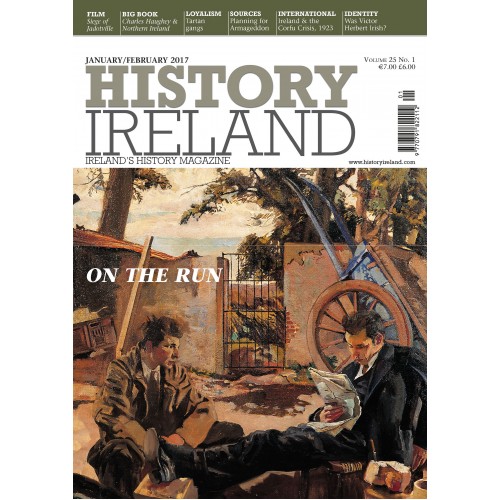 FILM
Siege of
Jadotville
BIG BOOK
Charles Haughey &
Northern Ireland
LOYALISM
Tartan
gangs
SOURCES
Planning for
Armageddon
INTERNATIONAL
Ireland & the
Corfu Crisis, 1923
IDENTITY
Was Victor
Herbert Irish?
JANUARY/FEBRUARY 2017
VOLUME 25 NO. 1
€7.00 £6.00
HISTORY
IRELAND
IRELAND'S HISTORY MAGAZINE
www.historyireland.com
01
ON THE RUN